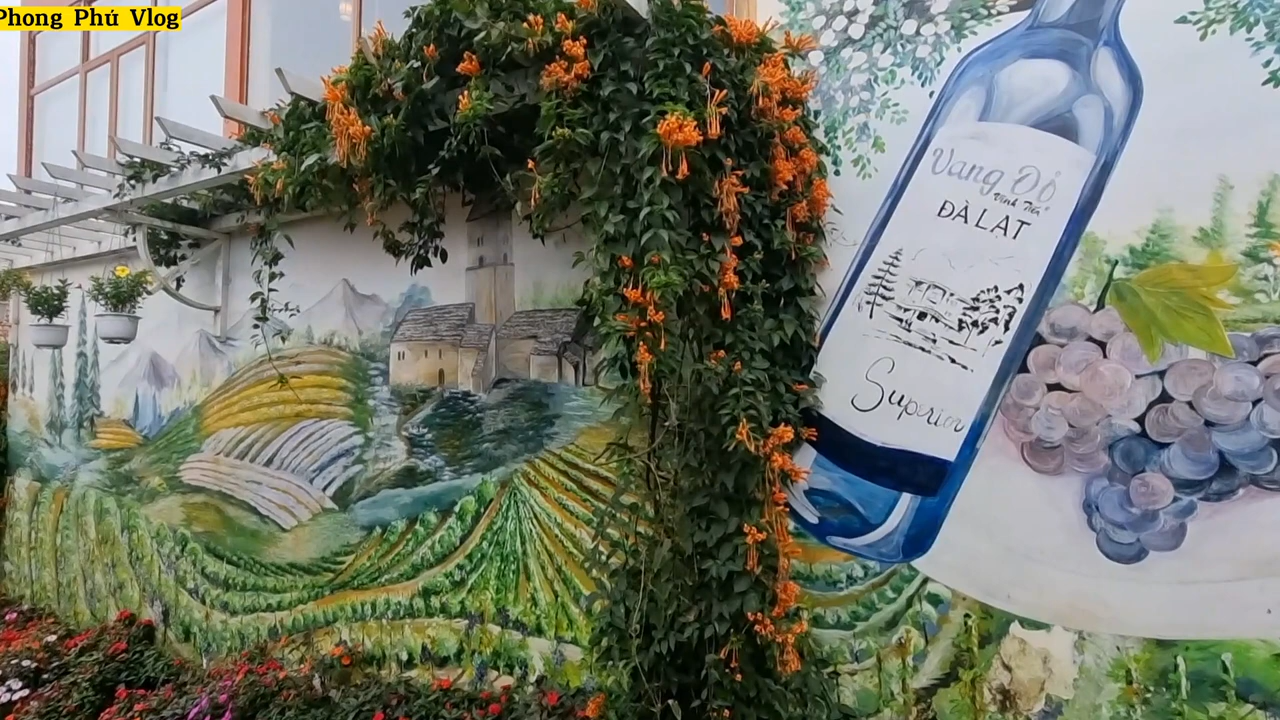 Phong Phú Vlog
Vang Đỏ
Vĩnh Tiến
ĐÀ LẠT
Superior